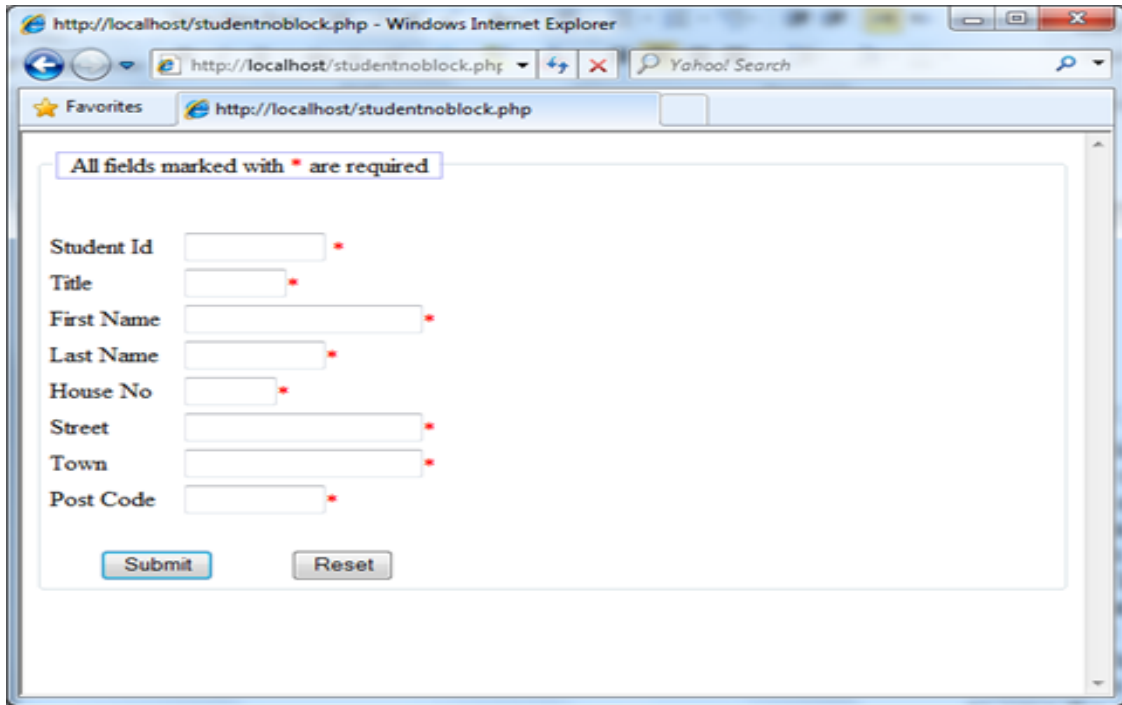 http://localhost/studentnoblock.php - Windows Internet Explorer
http://localhost/studentnoblock.php
Yahoo! Search
Favorites
http://localhost/studentnoblock.php
All fields marked with * are required
Student Id *
Title *
First Name *
Last Name *
House No *
Street *
Town *
Post Code *
Submit Reset